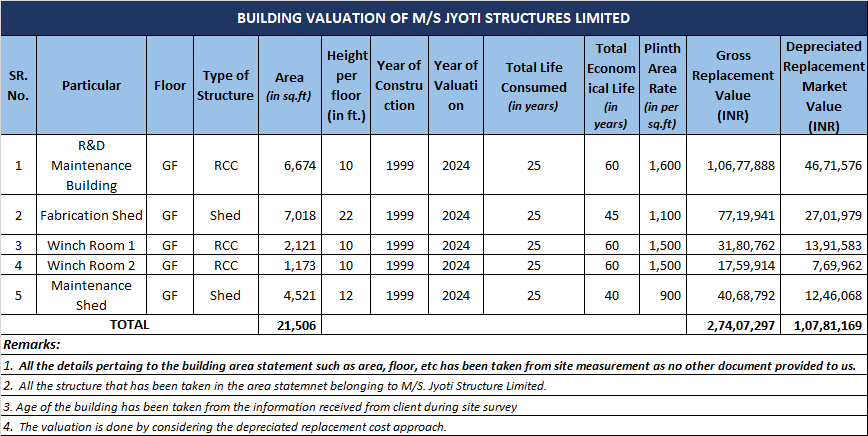 BUILDING VALUATION OF M/S JYOTI STRUCTURES LIMITED
SR. No. | Particular | Floor | Type of Structure | Area (in sq.ft) | Height per floor (in ft.) | Year of Constru ction | Year of Valuati on | Total Life Consumed (in years) | Total Econom ical Life (in years) | Plinth Area Rate (in per sq.ft) | Gross Replacement Value (INR) | Depreciated Replacement Market Value (INR)
1 | R&D Maintenance Building | GF | RCC | 6,674 | 10 | 1999 | 2024 | 25 | 60 | 1,600 | 1,06,77,888 | 46,71,576
2 | Fabrication Shed | GF | Shed | 7,018 | 22 | 1999 | 2024 | 25 | 45 | 1,100 | 77,19,941 | 27,01,979
3 | Winch Room 1 | GF | RCC | 2,121 | 10 | 1999 | 2024 | 25 | 60 | 1,500 | 31,80,762 | 13,91,583
4 | Winch Room 2 | GF | RCC | 1,173 | 10 | 1999 | 2024 | 25 | 60 | 1,500 | 17,59,914 | 7,69,962
5 | Maintenance Shed | GF | Shed | 4,521 | 12 | 1999 | 2024 | 25 | 40 | 900 | 40,68,792 | 12,46,068
TOTAL | 21,506 | 2,74,07,297 | 1,07,81,169
Remarks:
1. All the details pertaing to the building area statement such as area, floor, etc has been taken from site measurement as no other document provided to us.
2. All the structure that has been taken in the area statemnet belonging to M/S. Jyoti Structure Limited.
3. Age of the building has been taken from the information received from client during site survey
4. The valuation is done by considering the depreciated replacement cost approach.